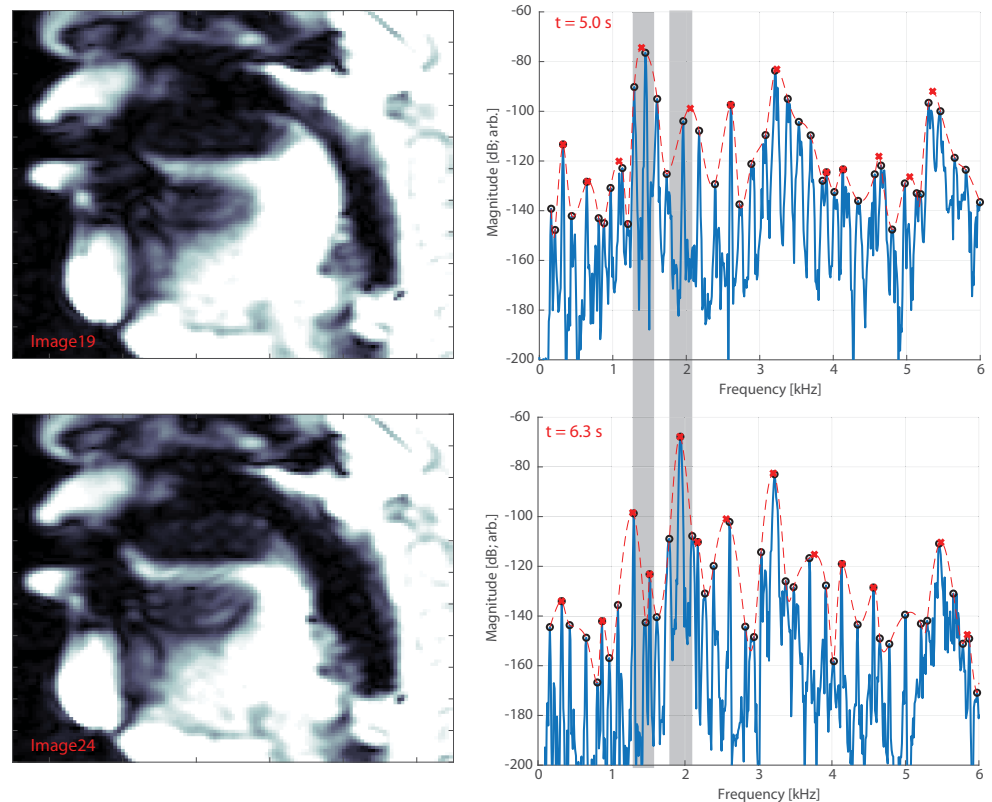 Image19
t = 5.0 s
Magnitude [dB; arb.]
-60
-80
-100
-120
-140
-160
-180
-200
0 1 2 3 4 5 6
Frequency [kHz]
Image24
t = 6.3 s
Magnitude [dB; arb.]
-60
-80
-100
-120
-140
-160
-180
-200
0 1 2 3 4 5 6
Frequency [kHz]